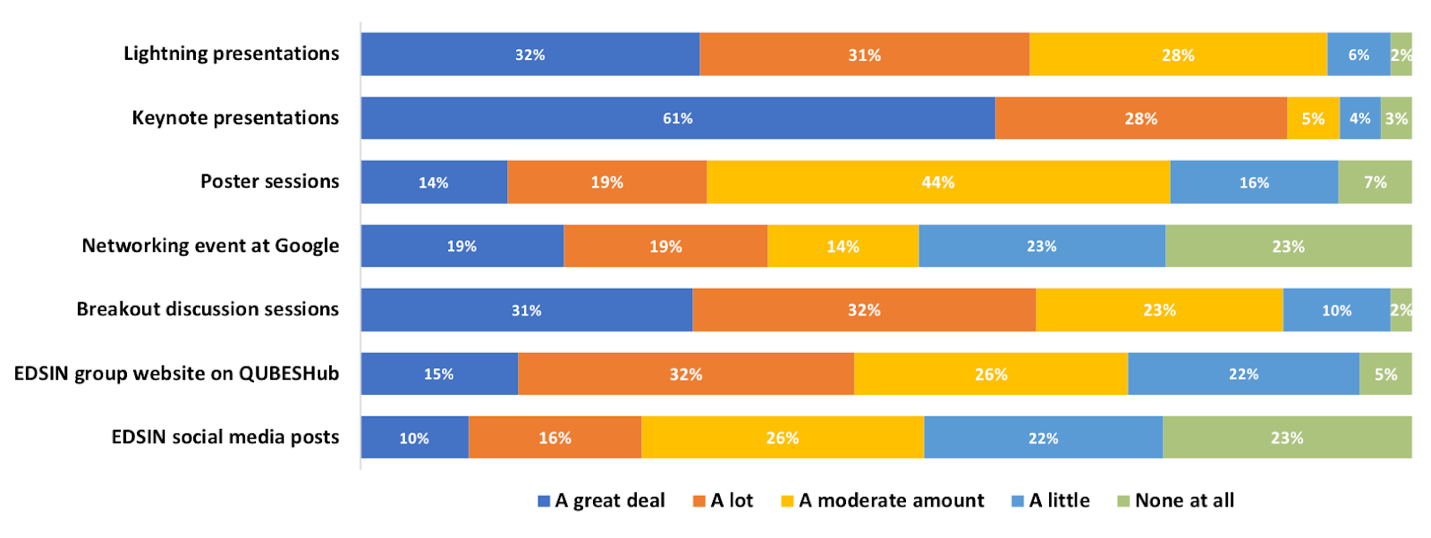 Lightning presentations 32% 31% 28% 6% 2%
Keynote presentations 61% 28% 5% 4% 3%
Poster sessions 14% 19% 44% 16% 7%
Networking event at Google 19% 19% 14% 23% 23%
Breakout discussion sessions 31% 32% 23% 10% 2%
EDSIN group website on QUBESHub 15% 32% 26% 22% 5%
EDSIN social media posts 10% 16% 26% 22% 23%
A great deal A lot A moderate amount A little None at all